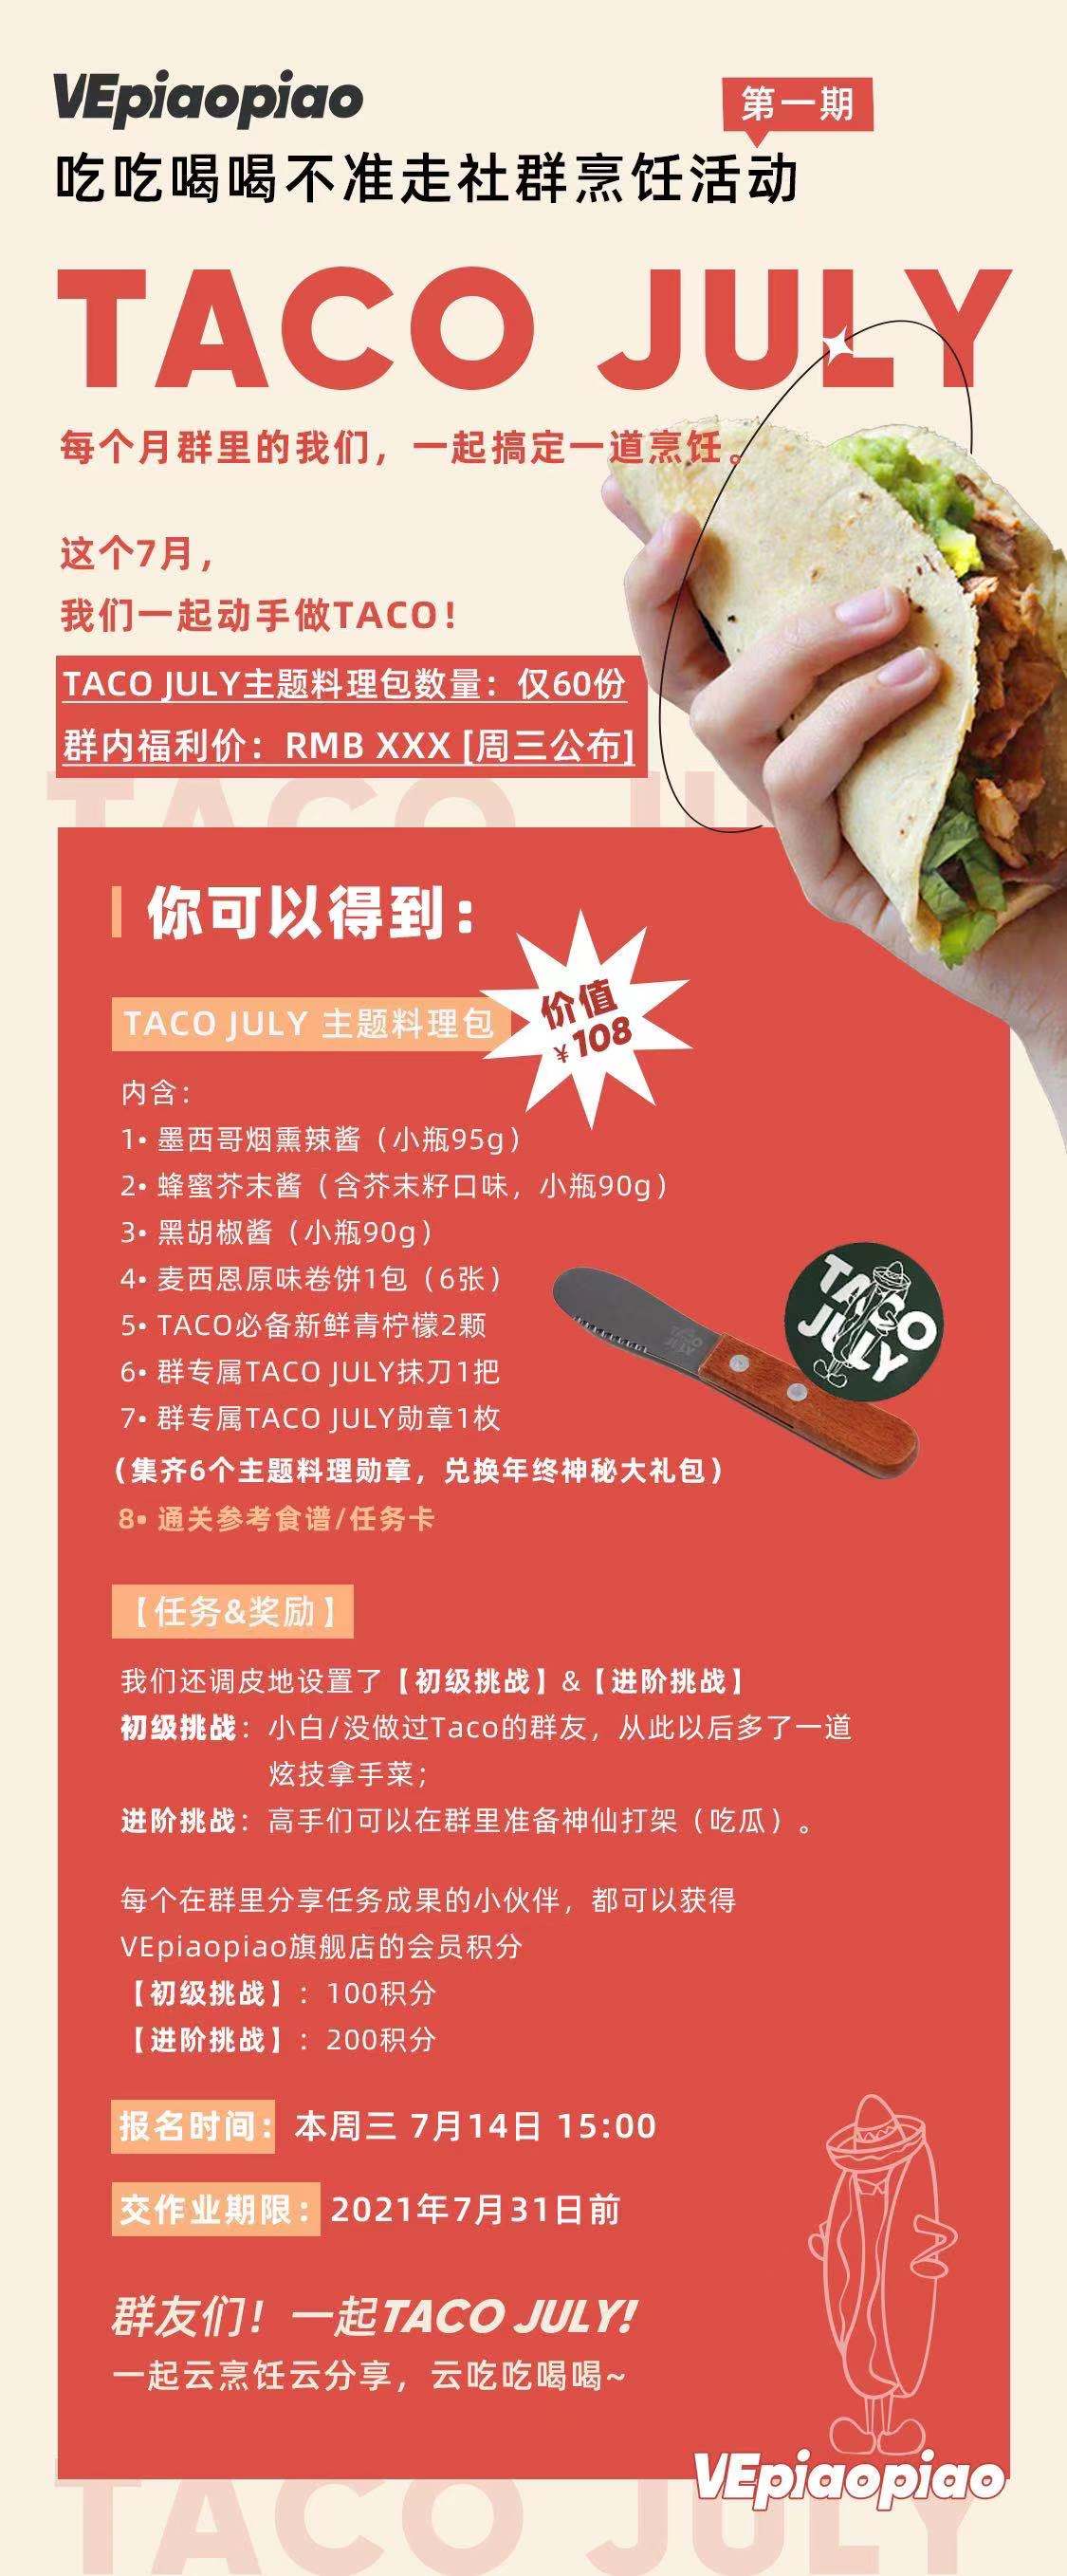 VEpiaopiao
第一期
吃吃喝喝不准走社群烹饪活动
TACO JULY
每个月群里的我们，一起搞定一道烹饪。
这个7月，
我们一起动手做TACO！
TACO JULY主题料理包数量：仅60份
群内福利价：RMB XXX [周三公布]
TACO JU
你可以得到：
TACO JULY 主题料理包
价值
¥108
内含：
1• 墨西哥烟熏辣酱（小瓶95g）
2• 蜂蜜芥末酱（含芥末籽口味，小瓶90g）
3• 黑胡椒酱（小瓶90g）
4• 麦西恩原味卷饼1包（6张）
5• TACO必备新鲜青柠檬2颗
6• 群专属TACO JULY抹刀1把
7• 群专属TACO JULY勋章1枚
（集齐6个主题料理勋章，兑换年终神秘大礼包）
8• 通关参考食谱/任务卡
TACO
JULY
TACO
JULY
【任务&奖励】
我们还调皮地设置了【初级挑战】&【进阶挑战】
初级挑战：小白/没做过Taco的群友，从此以后多了一道
炫技拿手菜；
进阶挑战：高手们可以在群里准备神仙打架（吃瓜）。
每个在群里分享任务成果的小伙伴，都可以获得
VEpiaopiao旗舰店的会员积分
【初级挑战】：100积分
【进阶挑战】：200积分
报名时间：本周三 7月14日 15:00
交作业期限：2021年7月31日前
群友们！一起TACO JULY!
一起云烹饪云分享，云吃吃喝喝~
VEpiaopiao
TACO JULY